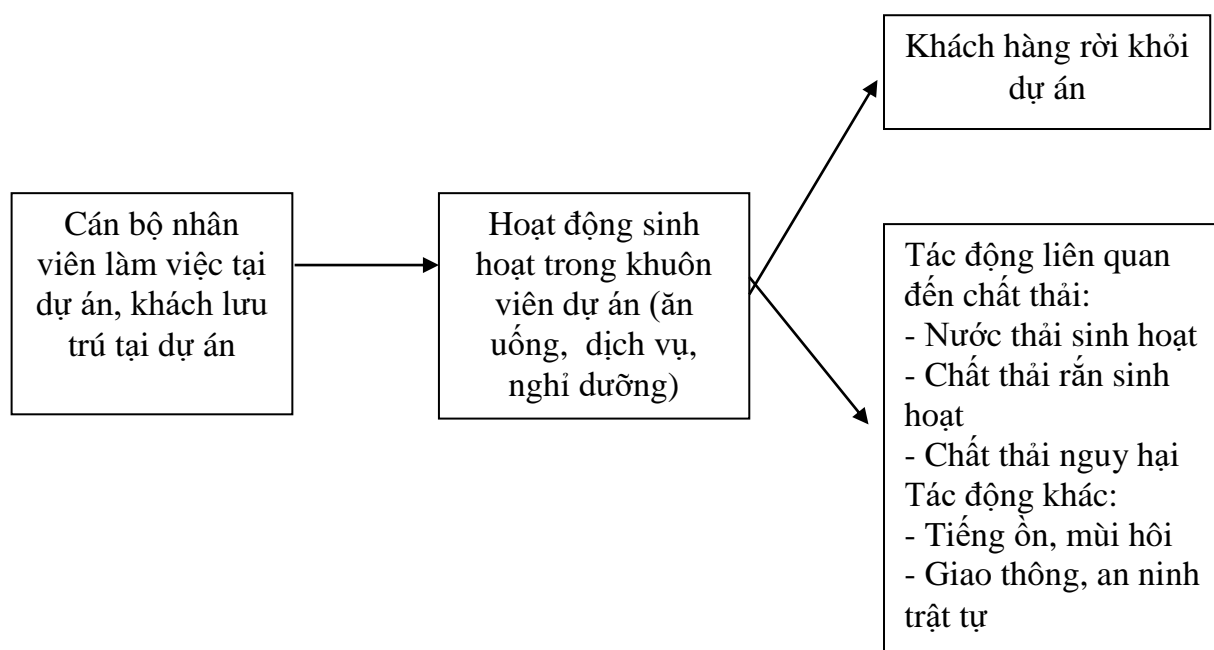 Cán bộ nhân
viên làm việc tại
dự án, khách lưu
trú tại dự án
Hoạt động sinh
hoạt trong khuôn
viên dự án (ăn
uống, dịch vụ,
nghỉ dưỡng)
Khách hàng rời khỏi
dự án
Tác động liên quan
đến chất thải:
- Nước thải sinh hoạt
- Chất thải rắn sinh
hoạt
- Chất thải nguy hại
Tác động khác:
- Tiếng ồn, mùi hôi
- Giao thông, an ninh
trật tự